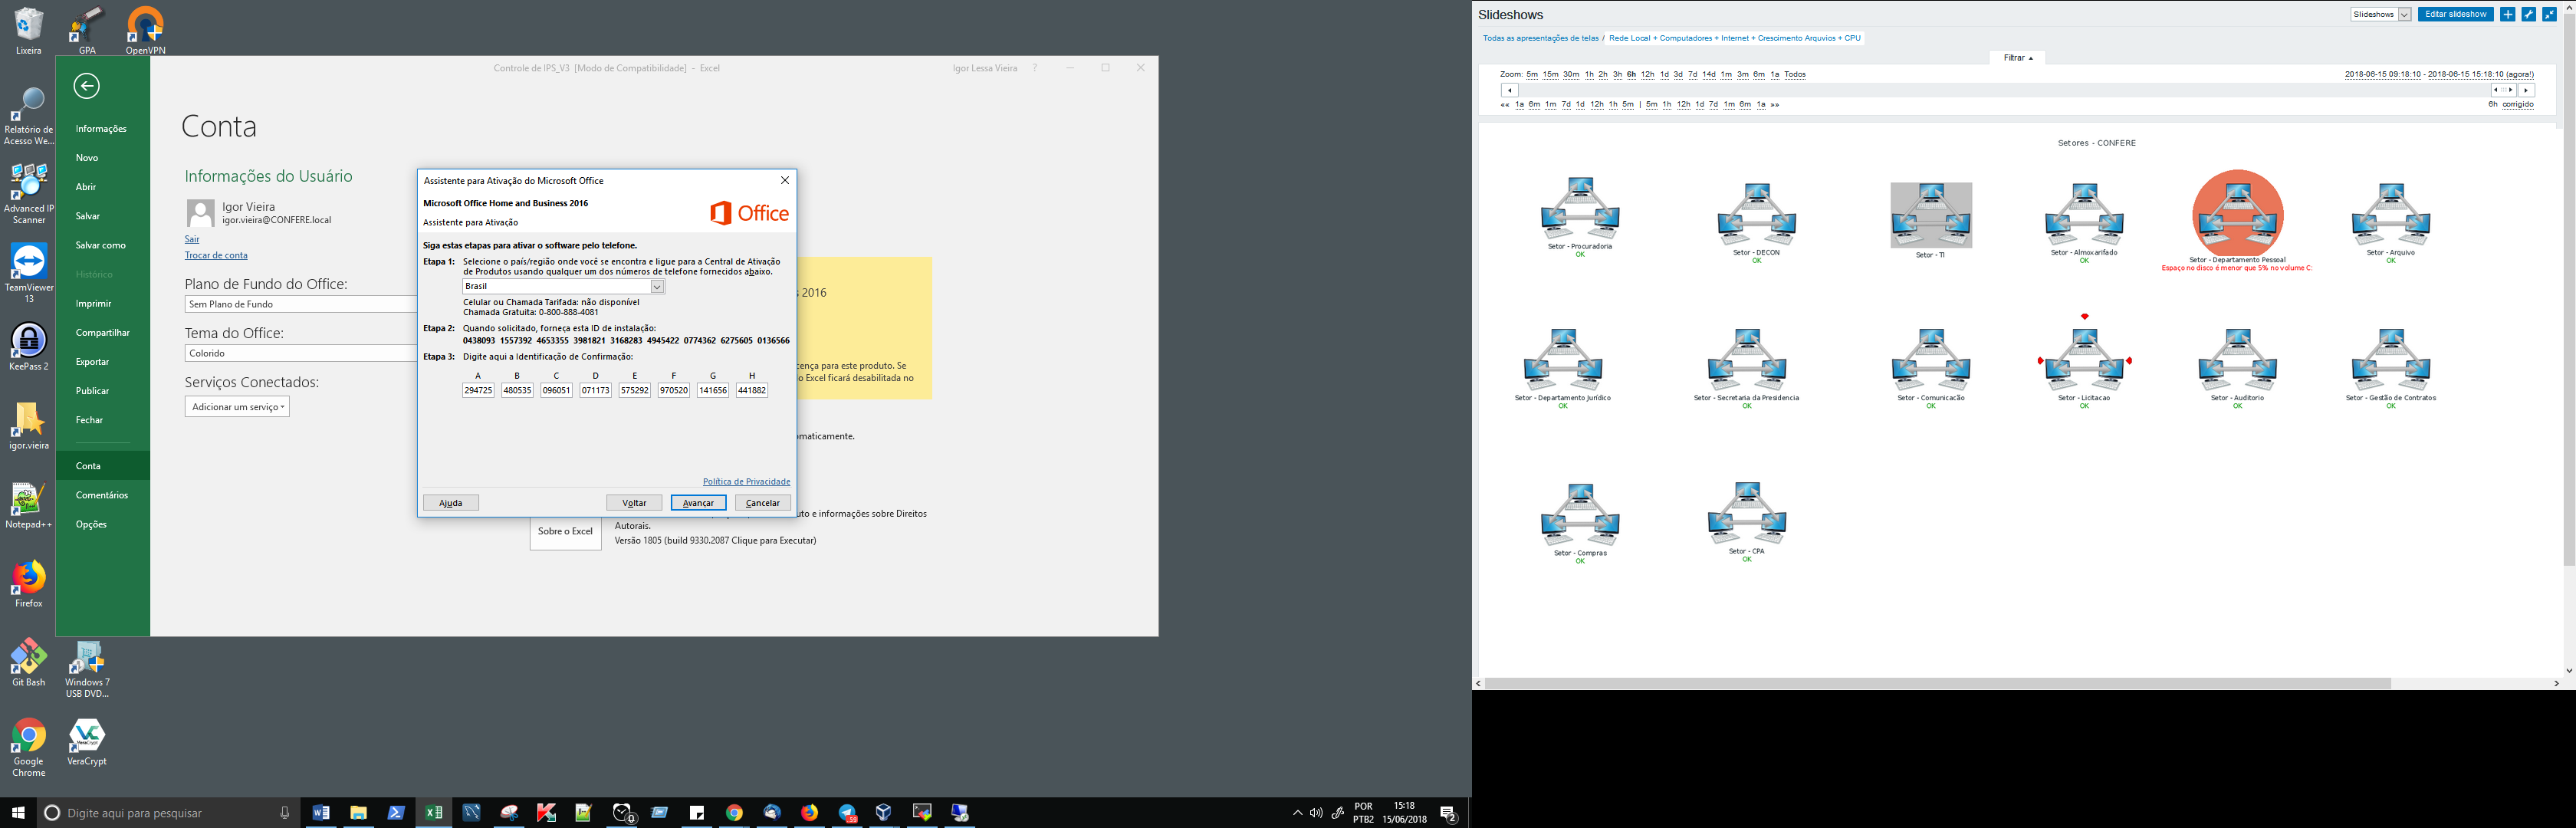 Lixeira
GPA
OpenVPN
Relatório de
Acesso We...
Advanced IP
Scanner
TeamViewer
13
KeePass 2
igor.vieira
Notepad++
Firefox
Git Bash
Windows 7
USB DVD...
Google
Chrome
VeraCrypt
Controle de IPS_V3 [Modo de Compatibilidade] - Excel
Igor Lessa Vieira
?
Informações
Novo
Abrir
Salvar
Salvar como
Histórico
Imprimir
Compartilhar
Exportar
Publicar
Fechar
Conta
Comentários
Opções
Conta
Informações do Usuário
Igor Vieira
igor.vieira@CONFERE.local
Sair
Trocar de conta
Plano de Fundo do Office:
Sem Plano de Fundo
Tema do Office:
Colorido
Serviços Conectados:
Adicionar um serviço
2016
ença para este produto. Se
o Excel ficará desabilitada no
omaticamente.
uto e informações sobre Direitos
Autorais.
Sobre o Excel
Versão 1805 (build 9330.2087 Clique para Executar)
Assistente para Ativação do Microsoft Office
Microsoft Office Home and Business 2016
Office
Assistente para Ativação
Siga estas etapas para ativar o software pelo telefone.
Etapa 1: Selecione o país/região onde você se encontra e ligue para a Central de Ativação
de Produtos usando qualquer um dos números de telefone fornecidos abaixo.
Brasil
Celular ou Chamada Tarifada: não disponível
Chamada Gratuita: 0-800-888-4081
Etapa 2: Quando solicitado, forneça esta ID de instalação:
0438093 1557392 4653355 3981821 3168283 4945422 0774362 6275605 0136566
Etapa 3: Digite aqui a Identificação de Confirmação:
A B C D E F G H
294725 480535 096051 071173 575292 970520 141656 441882
Política de Privacidade
Ajuda Voltar Avançar Cancelar
Digite aqui para pesquisar
POR
PTB2
15:18
15/06/2018
2
Slideshows
Slideshows
Editar slideshow
Todas as apresentações de telas / Rede Local + Computadores + Internet + Crescimento Arquvios + CPU
Filtrar
Zoom: 5m 15m 30m 1h 2h 3h 6h 12h 1d 3d 7d 14d 1m 3m 6m 1a Todos
2018-06-15 09:18:10 - 2018-06-15 15:18:10 (agora!)
«« 1a 6m 1m 7d 1d 12h 1h 5m | 5m 1h 12h 1d 7d 1m 6m 1a »»
6h corrigido
Setores - CONFERE
Setor - Procuradoria
OK
Setor - DECON
OK
Setor - TI
Setor - Almoxarifado
OK
Setor - Departamento Pessoal
Espaço no disco é menor que 5% no volume C:
Setor - Arquivo
OK
Setor - Departamento Jurídico
OK
Setor - Secretaria da Presidencia
OK
Setor - Comunicação
OK
Setor - Licitacao
OK
Setor - Auditorio
OK
Setor - Gestão de Contratos
OK
Setor - Compras
OK
Setor - CPA
OK